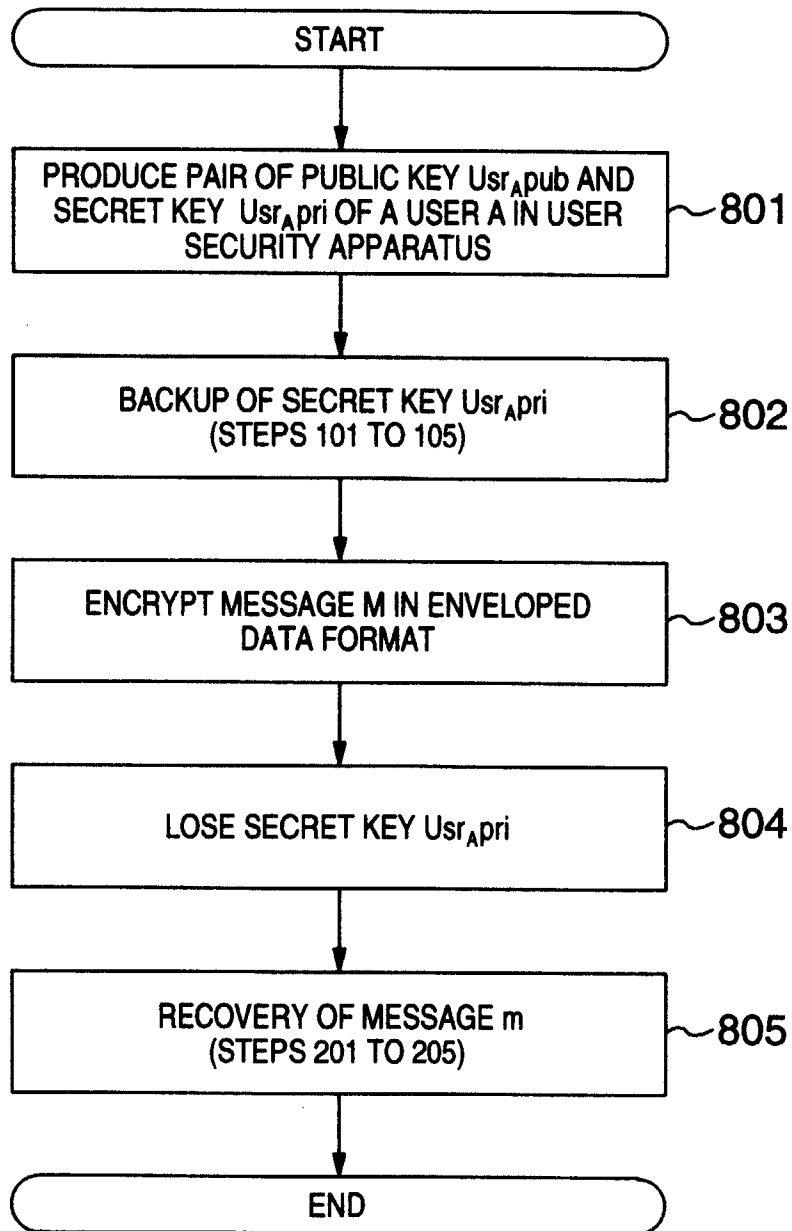 START
PRODUCE PAIR OF PUBLIC KEY UsrApub AND
SECRET KEY UsrApri OF A USER A IN USER
SECURITY APPARATUS
801
BACKUP OF SECRET KEY UsrApri
(STEPS 101 TO 105)
802
ENCRYPT MESSAGE M IN ENVELOPED
DATA FORMAT
803
LOSE SECRET KEY UsrApri
804
RECOVERY OF MESSAGE m
(STEPS 201 TO 205)
805
END